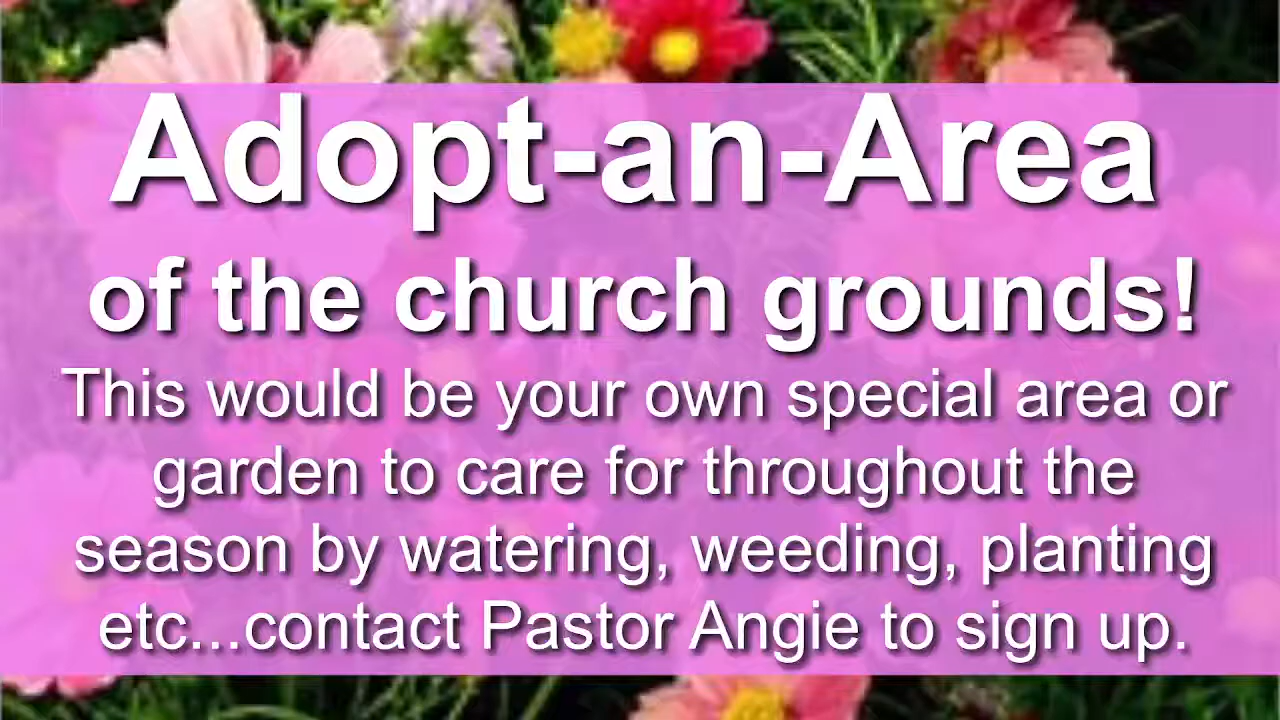 Adopt-an-Area
of the church grounds!
This would be your own special area or
garden to care for throughout the
season by watering, weeding, planting
etc...contact Pastor Angie to sign up.